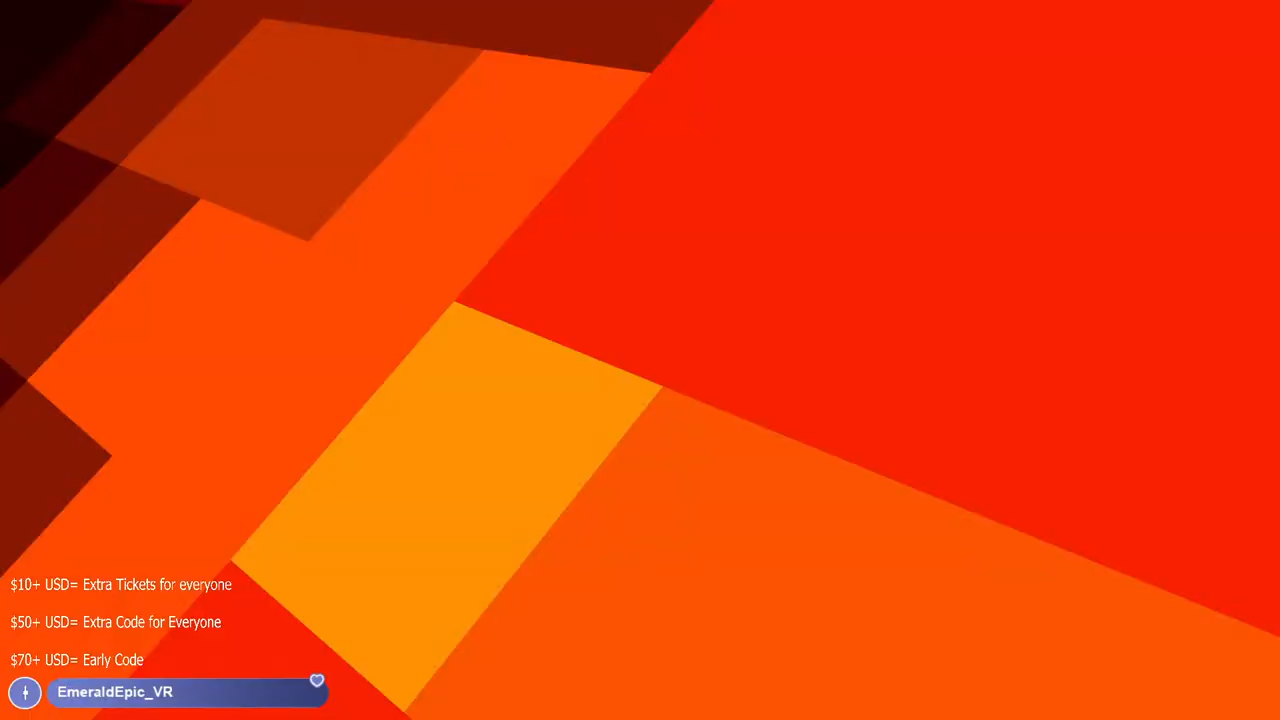 $10+ USD= Extra Tickets for everyone
$50+ USD= Extra Code for Everyone
$70+ USD= Early Code
EmeraldEpic_VR